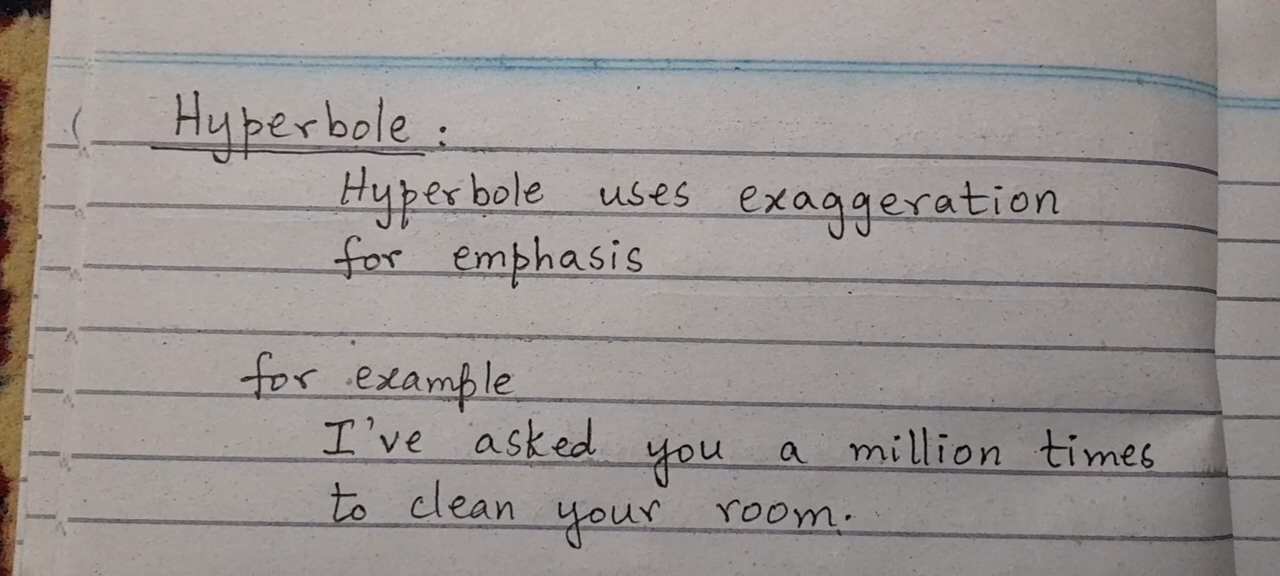 Hyperbole :
Hyperbole uses exaggeration
for emphasis
for example
I've asked you a million times
to clean your room.